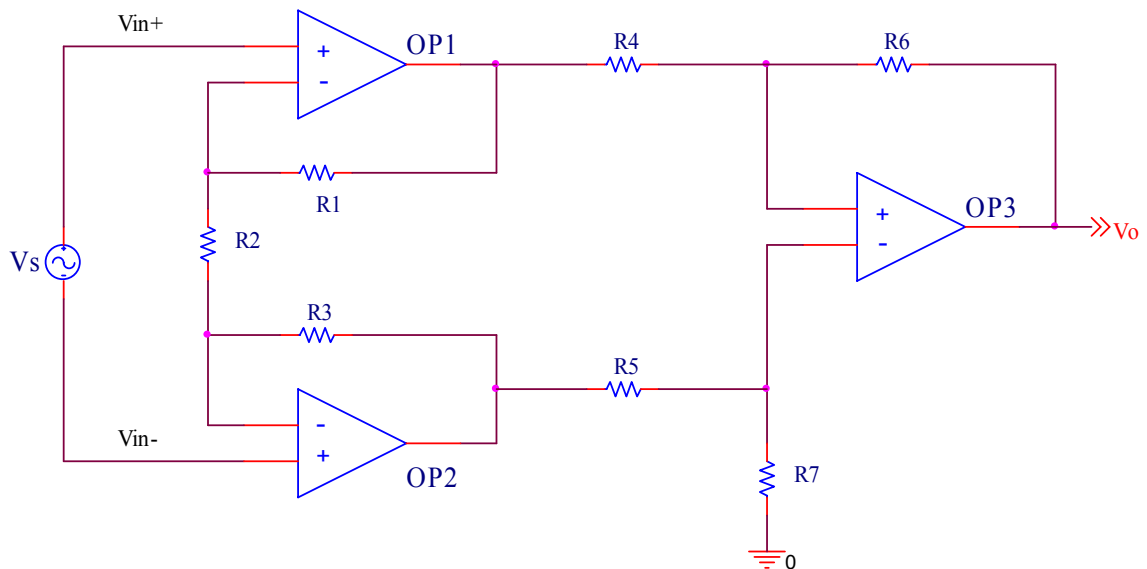 Vin+
OP1
R4
R6
+
-
R1
OP3
+
-
R2
Vs
+
-
Vo
R3
R5
Vin-
-
+
OP2
R7
0